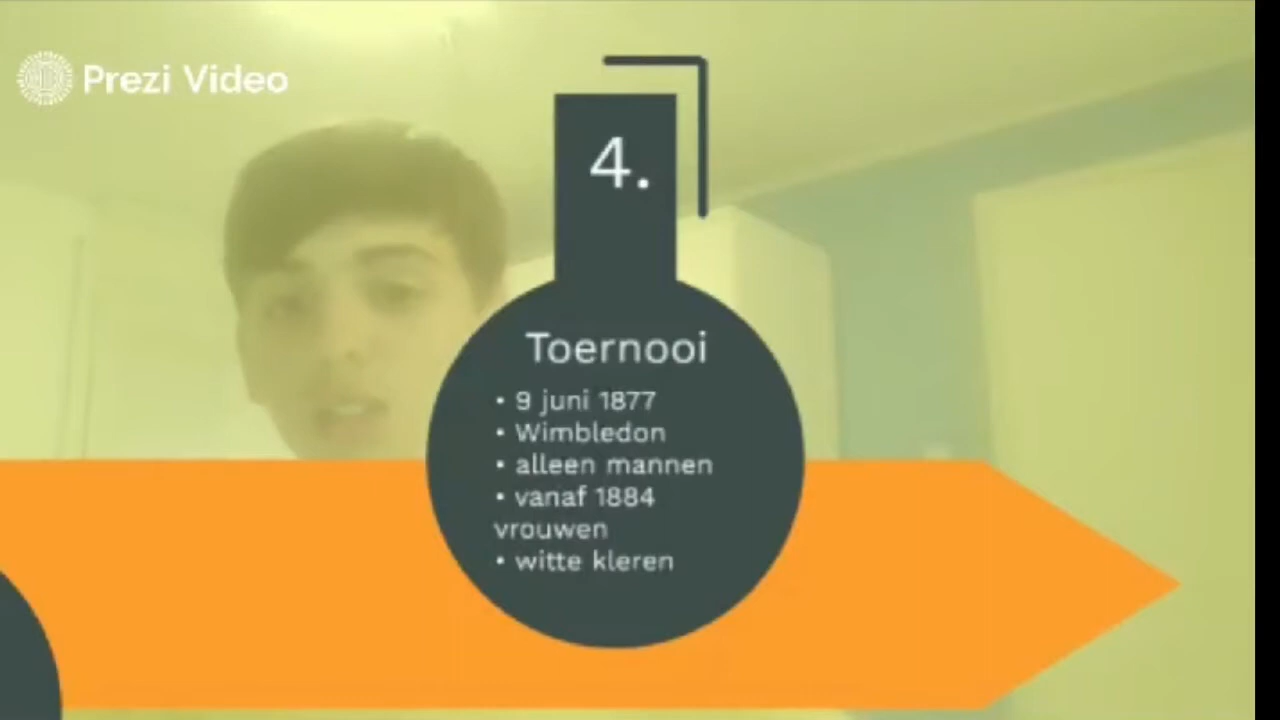 Prezi Video
4.
Toernooi
• 9 juni 1877
• Wimbledon
• alleen mannen
• vanaf 1884
vrouwen
• witte kleren